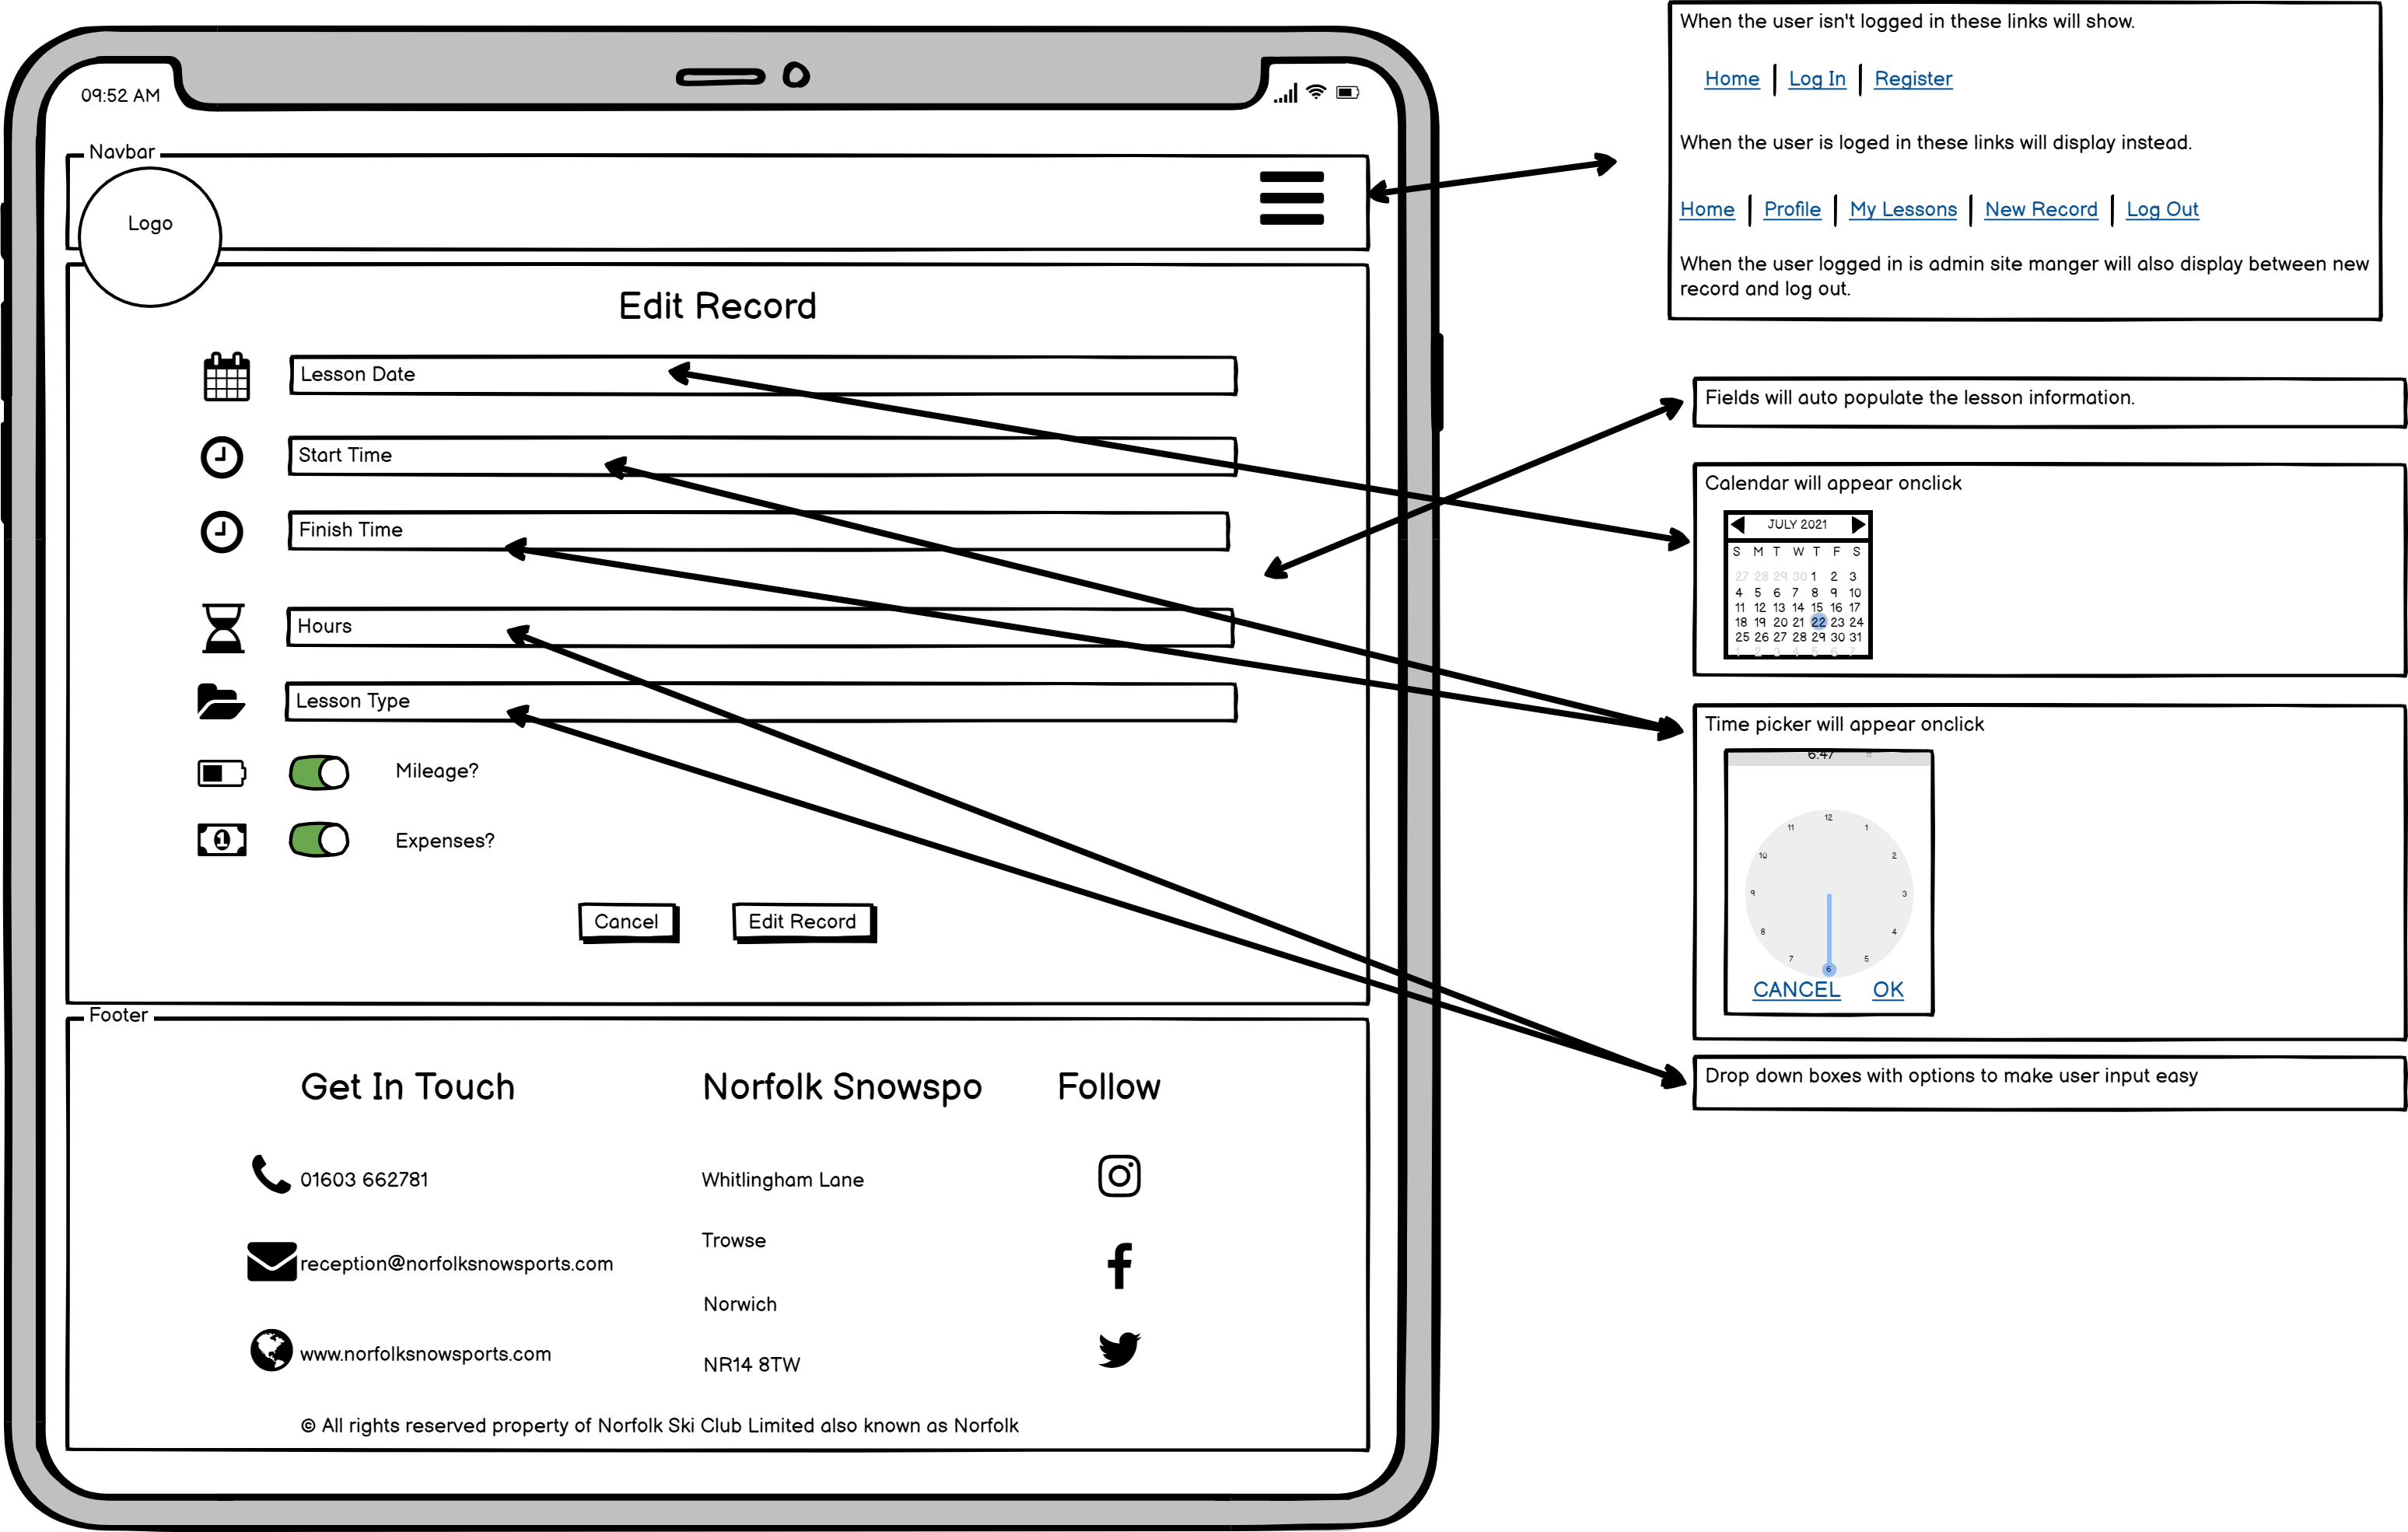 09:52 AM
Navbar
Logo
Edit Record
Lesson Date
Start Time
Finish Time
Hours
Lesson Type
Mileage?
1
Expenses?
Cancel
Edit Record
Footer
Get In Touch
01603 662781
reception@norfolksnowsports.com
www.norfolksnowsports.com
Norfolk Snowspo
Whitlingham Lane
Trowse
Norwich
NR14 8TW
Follow
© All rights reserved property of Norfolk Ski Club Limited also known as Norfolk
When the user isn't logged in these links will show.
Home Log In Register
When the user is loged in these links will display instead.
Home Profile My Lessons New Record Log Out
When the user logged in is admin site manger will also display between new
record and log out.
Fields will auto populate the lesson information.
Calendar will appear onclick
JULY 2021
S M T W T F S
27 28 29 30 1 2 3
4 5 6 7 8 9 10
11 12 13 14 15 16 17
18 19 20 21 22 23 24
25 26 27 28 29 30 31
1 2 3 4 5 6 7
Time picker will appear onclick
6:47
12
11 1
10 2
9 3
8 4
7 5
6
CANCEL OK
Drop down boxes with options to make user input easy